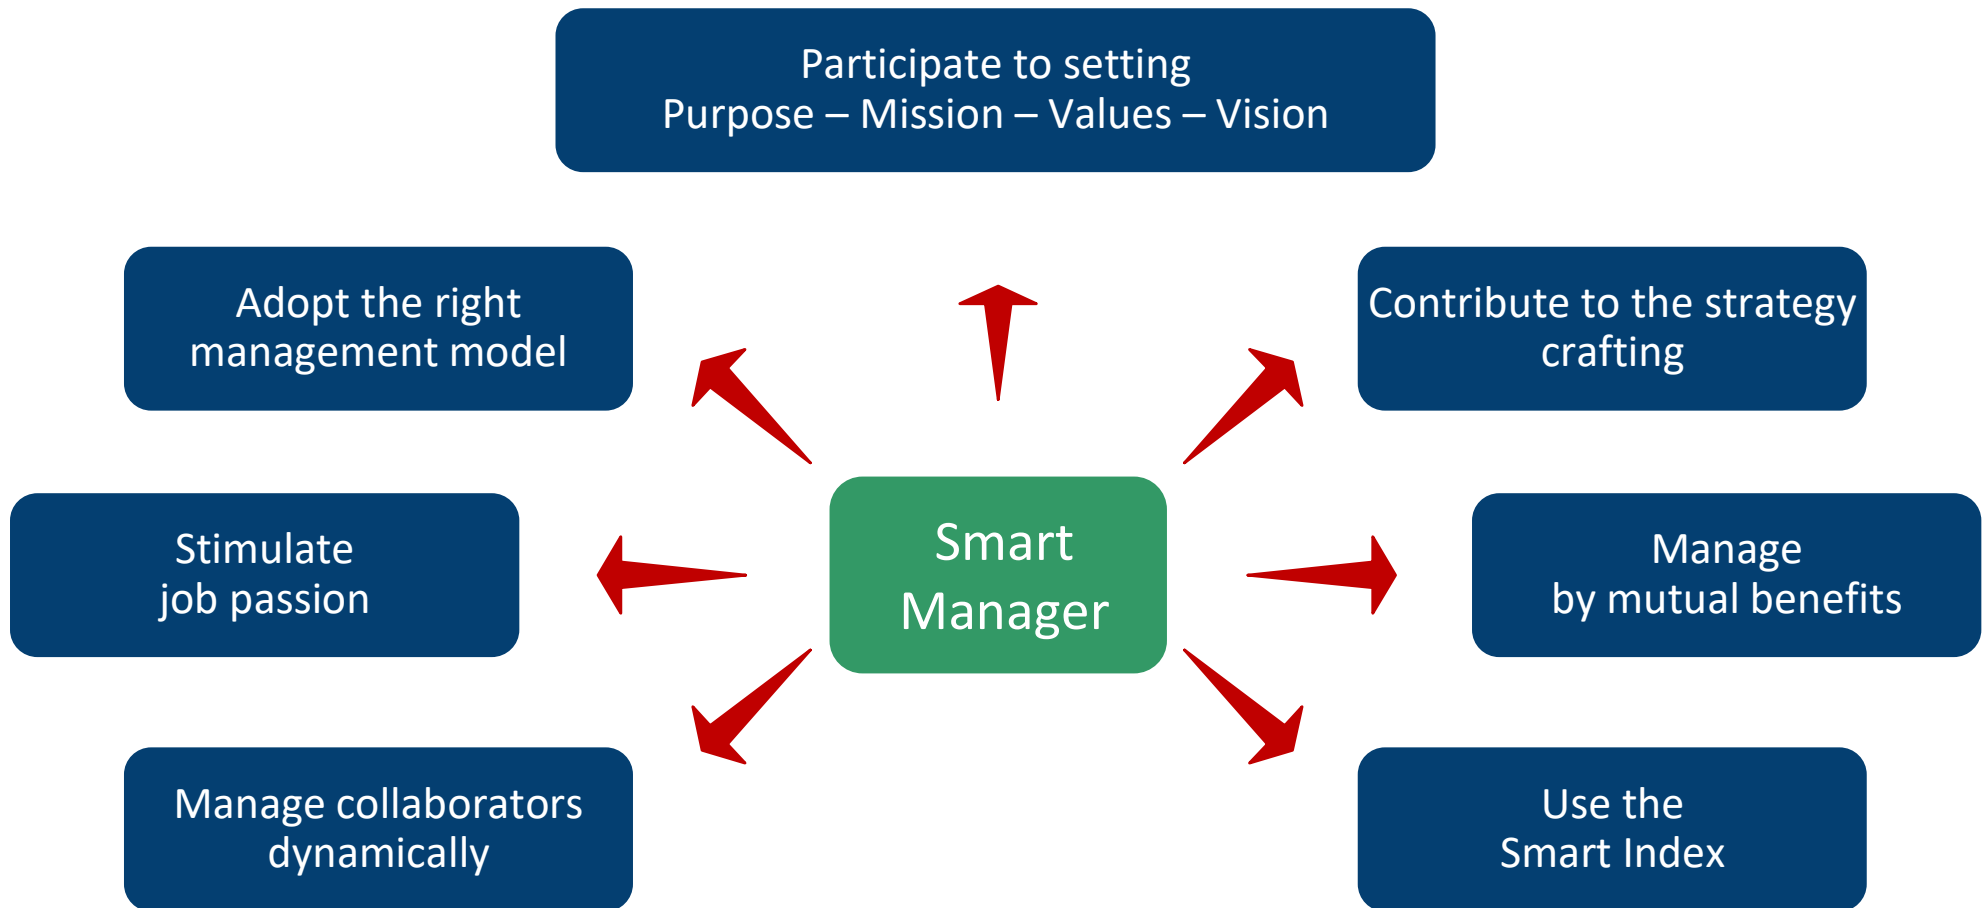 Participate to setting
Purpose – Mission – Values – Vision
Adopt the right
management model
Contribute to the strategy
crafting
Stimulate
job passion
Smart
Manager
Manage
by mutual benefits
Manage collaborators
dynamically
Use the
Smart Index